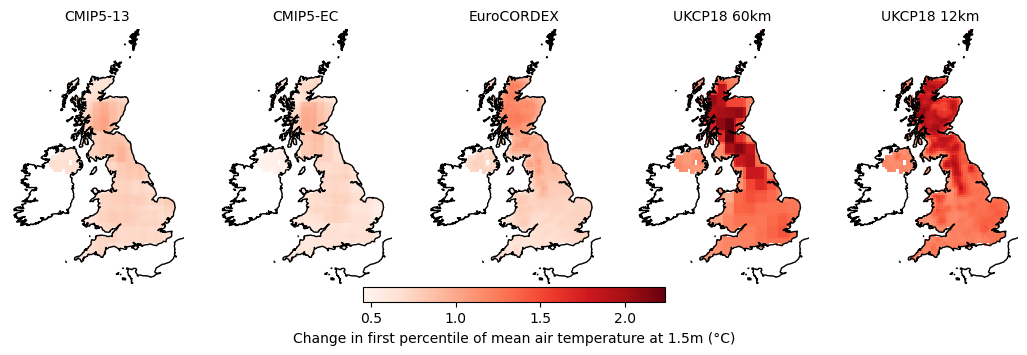 CMIP5-13 CMIP5-EC EuroCORDEX UKCP18 60km UKCP18 12km
0.5 1.0 1.5 2.0
Change in first percentile of mean air temperature at 1.5m (°C)